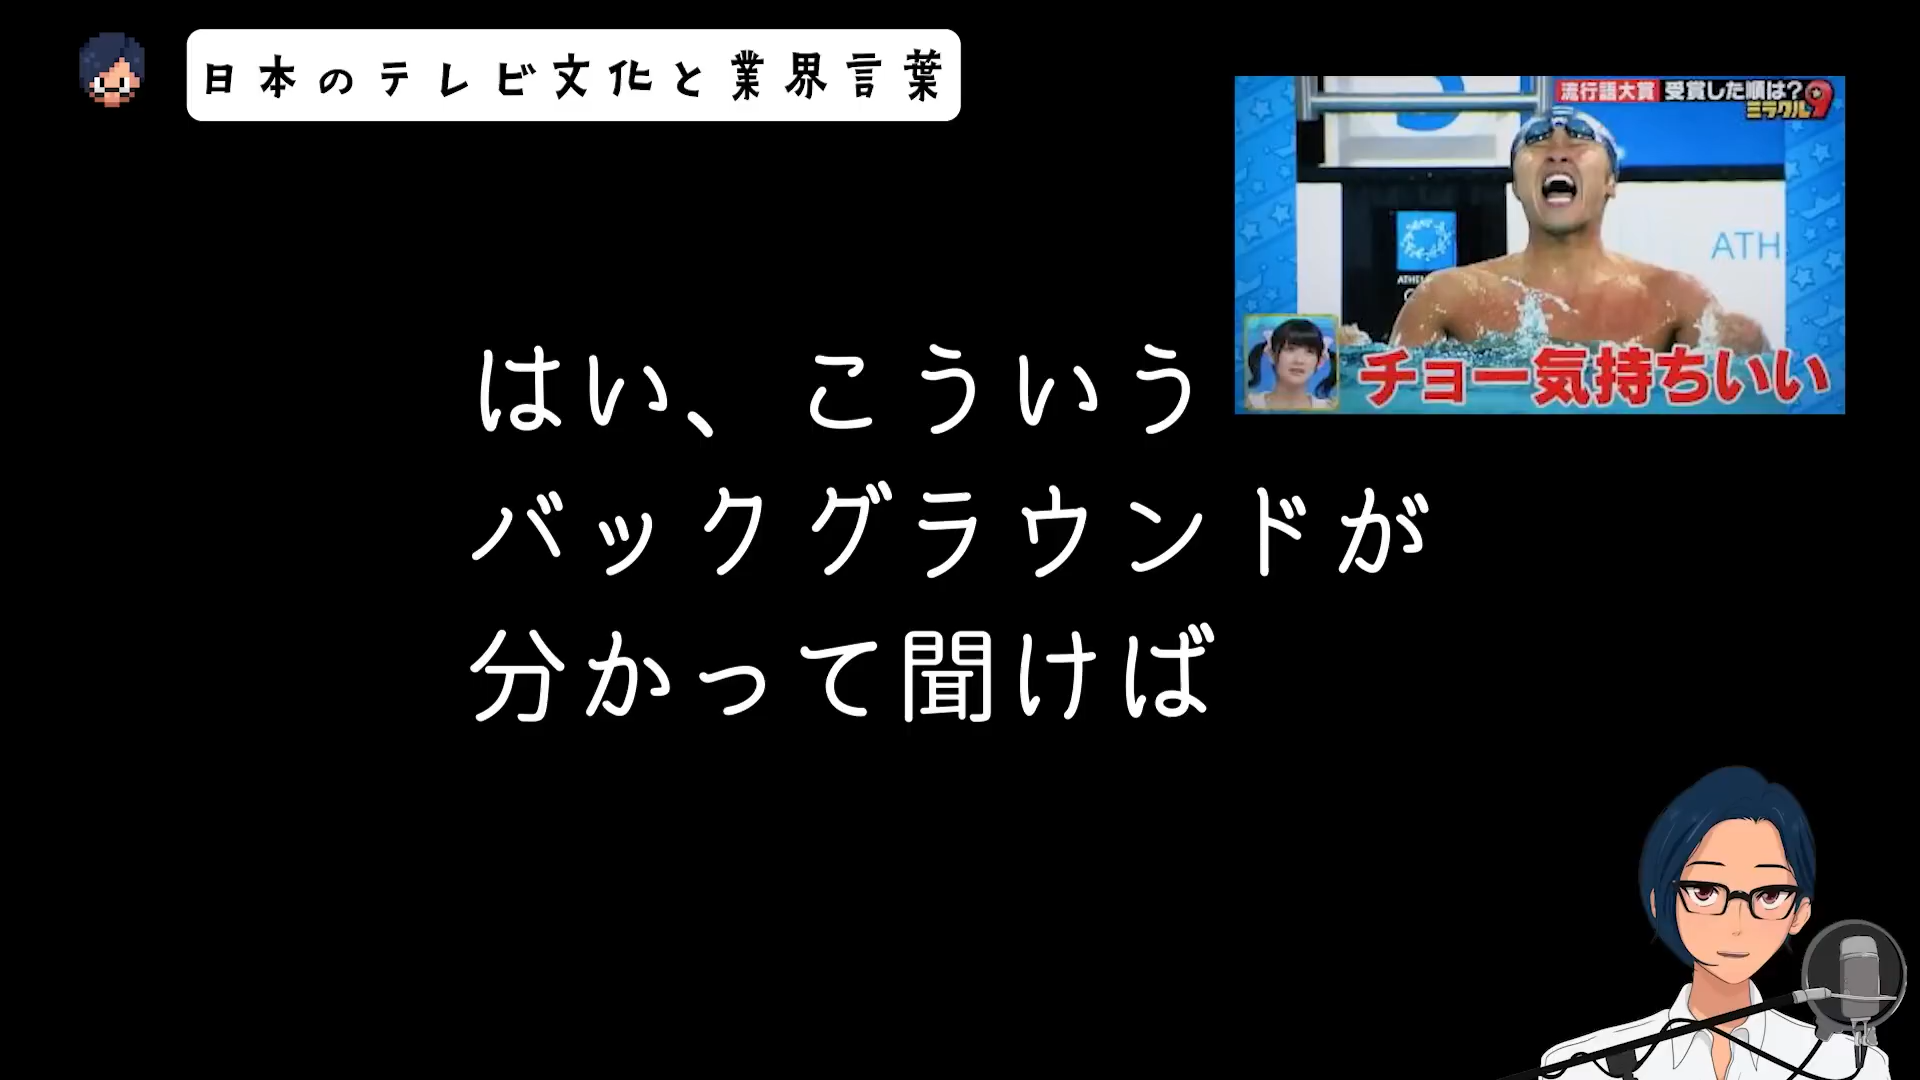 日本のテレビ文化と業界言葉
流行語大賞 受賞した順は?
ミラクル9
ATH
チョー気持ちいい
はい、こういう
バックグラウンドが
分かって聞けば